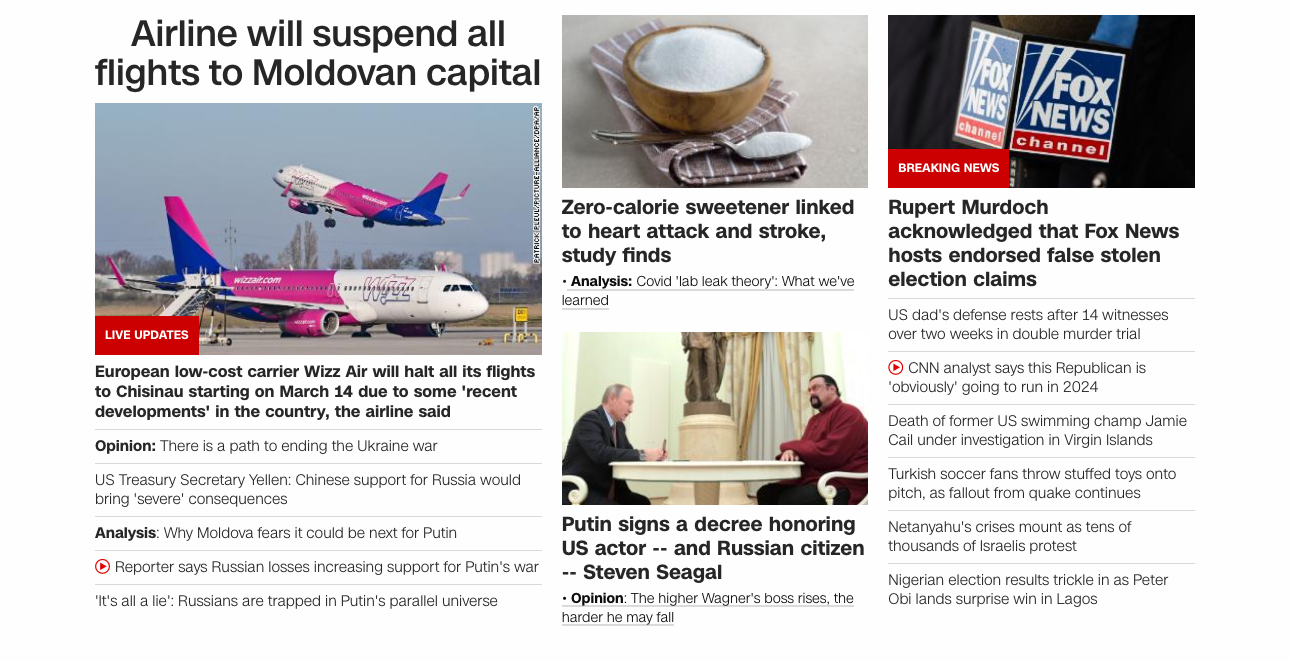 Airline will suspend all
flights to Moldovan capital
PATRICK PLEUL/PICTURE-ALLIANCE/DPA/AP
wizzair.com
wizzair.com
WIZZ
LIVE UPDATES
European low-cost carrier Wizz Air will halt all its flights
to Chisinau starting on March 14 due to some 'recent
developments' in the country, the airline said
Opinion: There is a path to ending the Ukraine war
US Treasury Secretary Yellen: Chinese support for Russia would
bring 'severe' consequences
Analysis: Why Moldova fears it could be next for Putin
Reporter says Russian losses increasing support for Putin's war
'It's all a lie': Russians are trapped in Putin's parallel universe
Zero-calorie sweetener linked
to heart attack and stroke,
study finds
• Analysis: Covid 'lab leak theory': What we've
learned
Putin signs a decree honoring
US actor -- and Russian citizen
-- Steven Seagal
• Opinion: The higher Wagner's boss rises, the
harder he may fall
FOX
NEWS
channel
FOX
NEWS
channel
BREAKING NEWS
Rupert Murdoch
acknowledged that Fox News
hosts endorsed false stolen
election claims
US dad's defense rests after 14 witnesses
over two weeks in double murder trial
CNN analyst says this Republican is
'obviously' going to run in 2024
Death of former US swimming champ Jamie
Cail under investigation in Virgin Islands
Turkish soccer fans throw stuffed toys onto
pitch, as fallout from quake continues
Netanyahu's crises mount as tens of
thousands of Israelis protest
Nigerian election results trickle in as Peter
Obi lands surprise win in Lagos